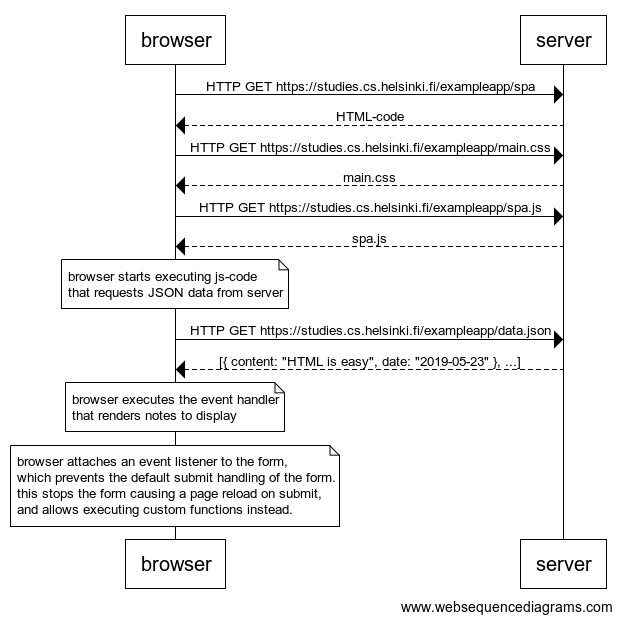 browser
server
HTTP GET https://studies.cs.helsinki.fi/exampleapp/spa
HTML-code
HTTP GET https://studies.cs.helsinki.fi/exampleapp/main.css
main.css
HTTP GET https://studies.cs.helsinki.fi/exampleapp/spa.js
spa.js
browser starts executing js-code
that requests JSON data from server
HTTP GET https://studies.cs.helsinki.fi/exampleapp/data.json
[{ content: "HTML is easy", date: "2019-05-23" }, ...]
browser executes the event handler
that renders notes to display
browser attaches an event listener to the form,
which prevents the default submit handling of the form.
this stops the form causing a page reload on submit,
and allows executing custom functions instead.
browser
server
www.websequencediagrams.com